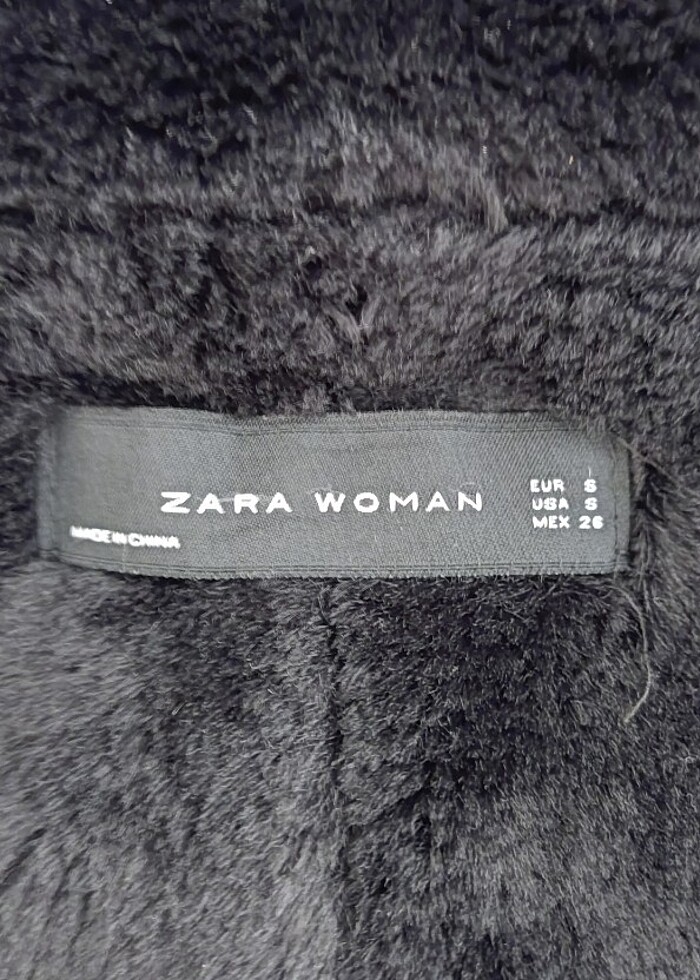 ZARA WOMAN
EUR S
USA S
MEX 26
MADE IN CHINA